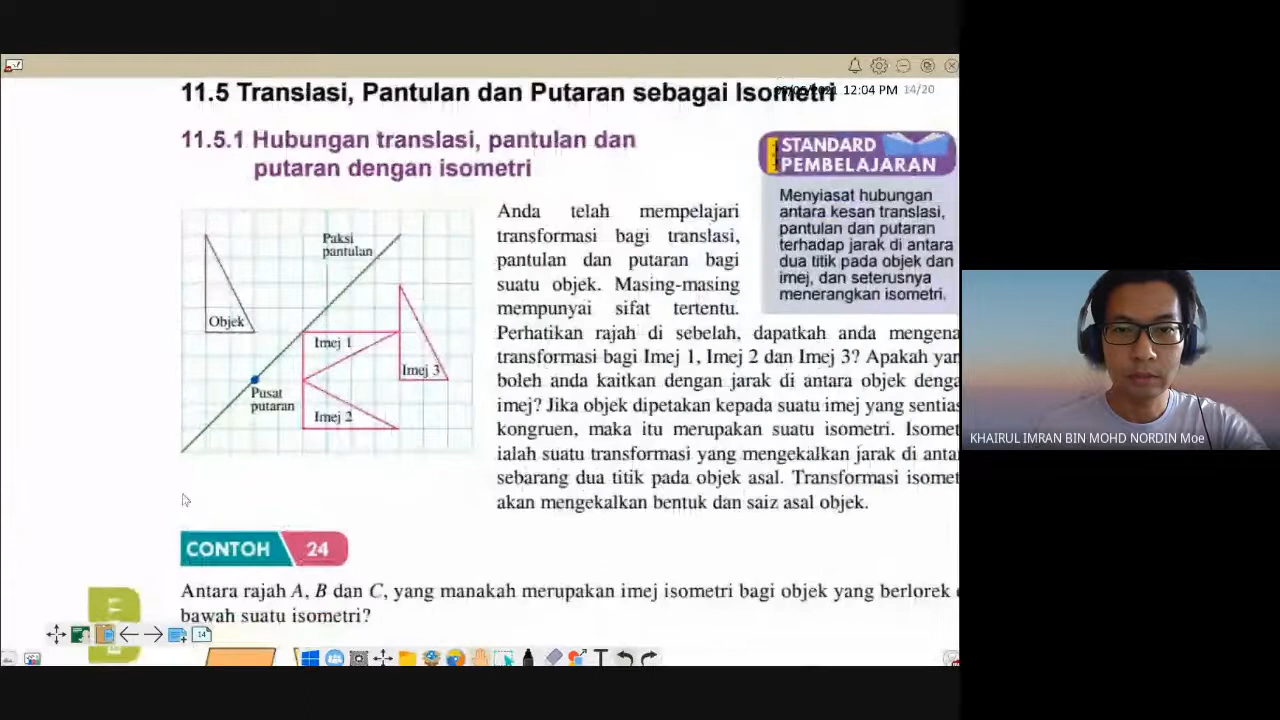 11.5 Translasi, Pantulan dan Putaran sebagai Isometri
12:04 PM 14/20
11.5.1 Hubungan translasi, pantulan dan
putaran dengan isometri
STANDARD
PEMBELAJARAN
Menyiasat hubungan
antara kesan translasi,
pantulan dan putaran
terhadap jarak di antara
dua titik pada objek dan
imej, dan seterusnya
menerangkan isometri.
Paksi
pantulan
Objek
Imej 1
Imej 3
Pusat
putaran
Imej 2
Anda telah mempelajari
transformasi bagi translasi,
pantulan dan putaran bagi
suatu objek. Masing-masing
mempunyai sifat tertentu.
Perhatikan rajah di sebelah, dapatkah anda mengena
transformasi bagi Imej 1, Imej 2 dan Imej 3? Apakah yan
boleh anda kaitkan dengan jarak di antara objek denga
imej? Jika objek dipetakan kepada suatu imej yang sentias
kongruen, maka itu merupakan suatu isometri. Isomet
ialah suatu transformasi yang mengekalkan jarak di anta
sebarang dua titik pada objek asal. Transformasi isomet
akan mengekalkan bentuk dan saiz asal objek.
CONTOH 24
Antara rajah A, B dan C, yang manakah merupakan imej isometri bagi objek yang berlorek
bawah suatu isometri?
14
KHAIRUL IMRAN BIN MOHD NORDIN Moe